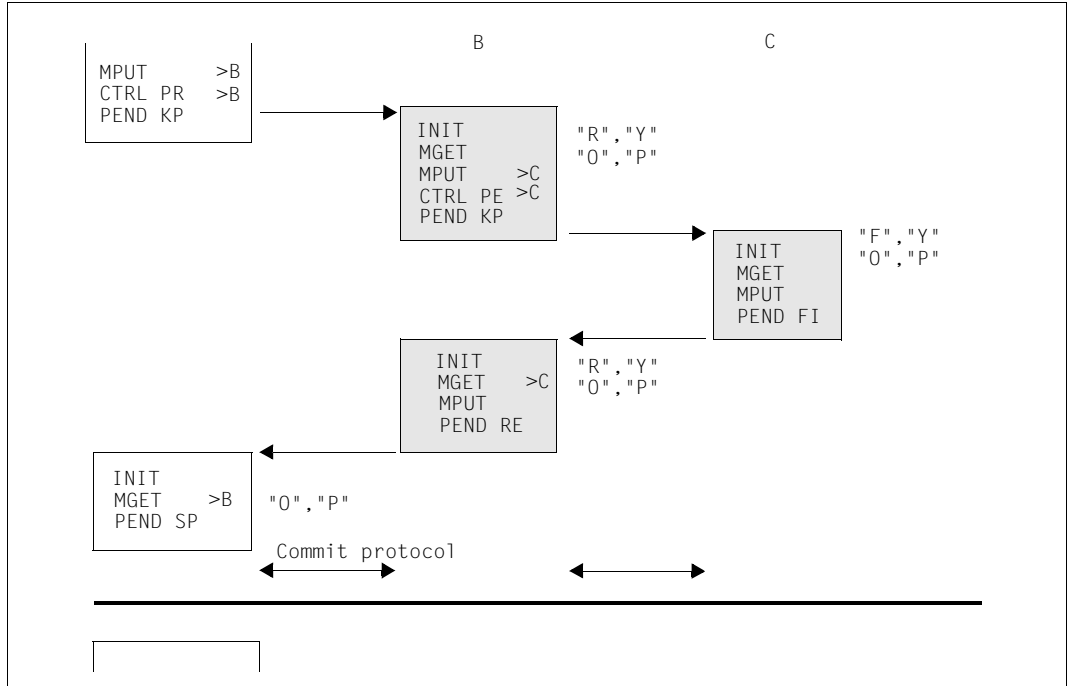 B
C
MPUT >B
CTRL PR >B
PEND KP
INIT
MGET
MPUT >C
CTRL PE >C
PEND KP
"R","Y"
"O","P"
INIT
MGET
MPUT
PEND FI
"F","Y"
"O","P"
INIT
MGET >C
MPUT
PEND RE
"R","Y"
"O","P"
INIT
MGET >B
PEND SP
"O","P"
Commit protocol